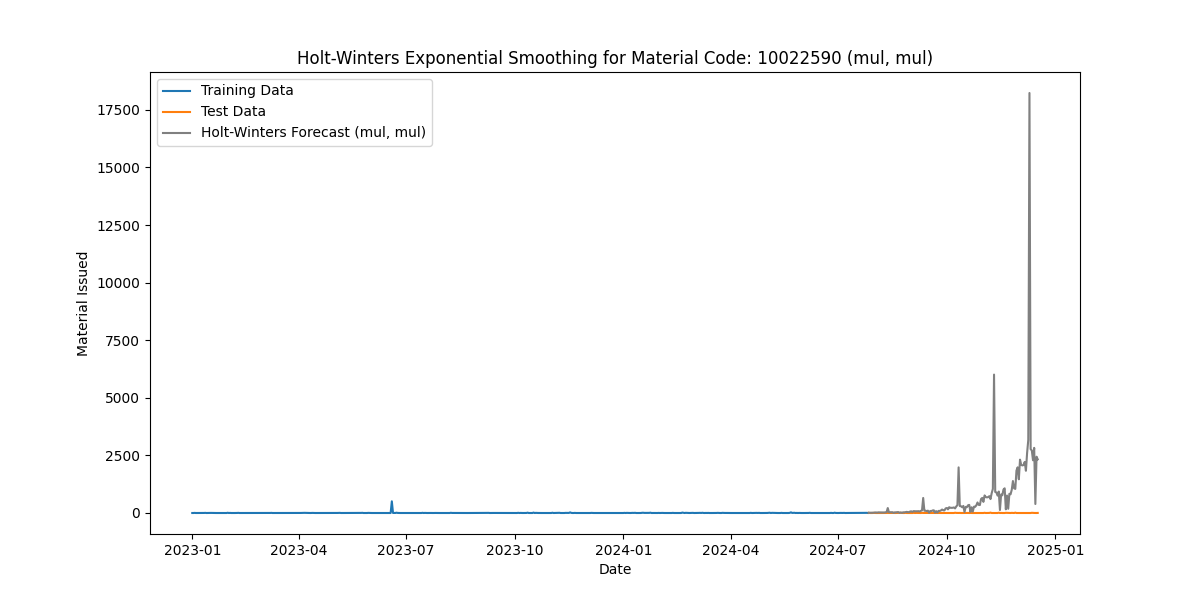 Holt-Winters Exponential Smoothing for Material Code: 10022590 (mul, mul)
Training Data
Test Data
Holt-Winters Forecast (mul, mul)
17500
15000
12500
10000
7500
5000
2500
0
Material Issued
2023-01 2023-04 2023-07 2023-10 2024-01 2024-04 2024-07 2024-10 2025-01
Date